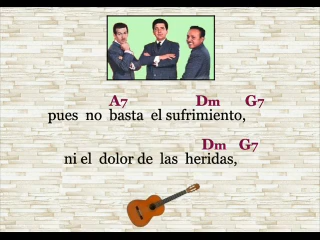 A7 Dm G7
pues no basta el sufrimiento,
Dm G7
ni el dolor de las heridas,